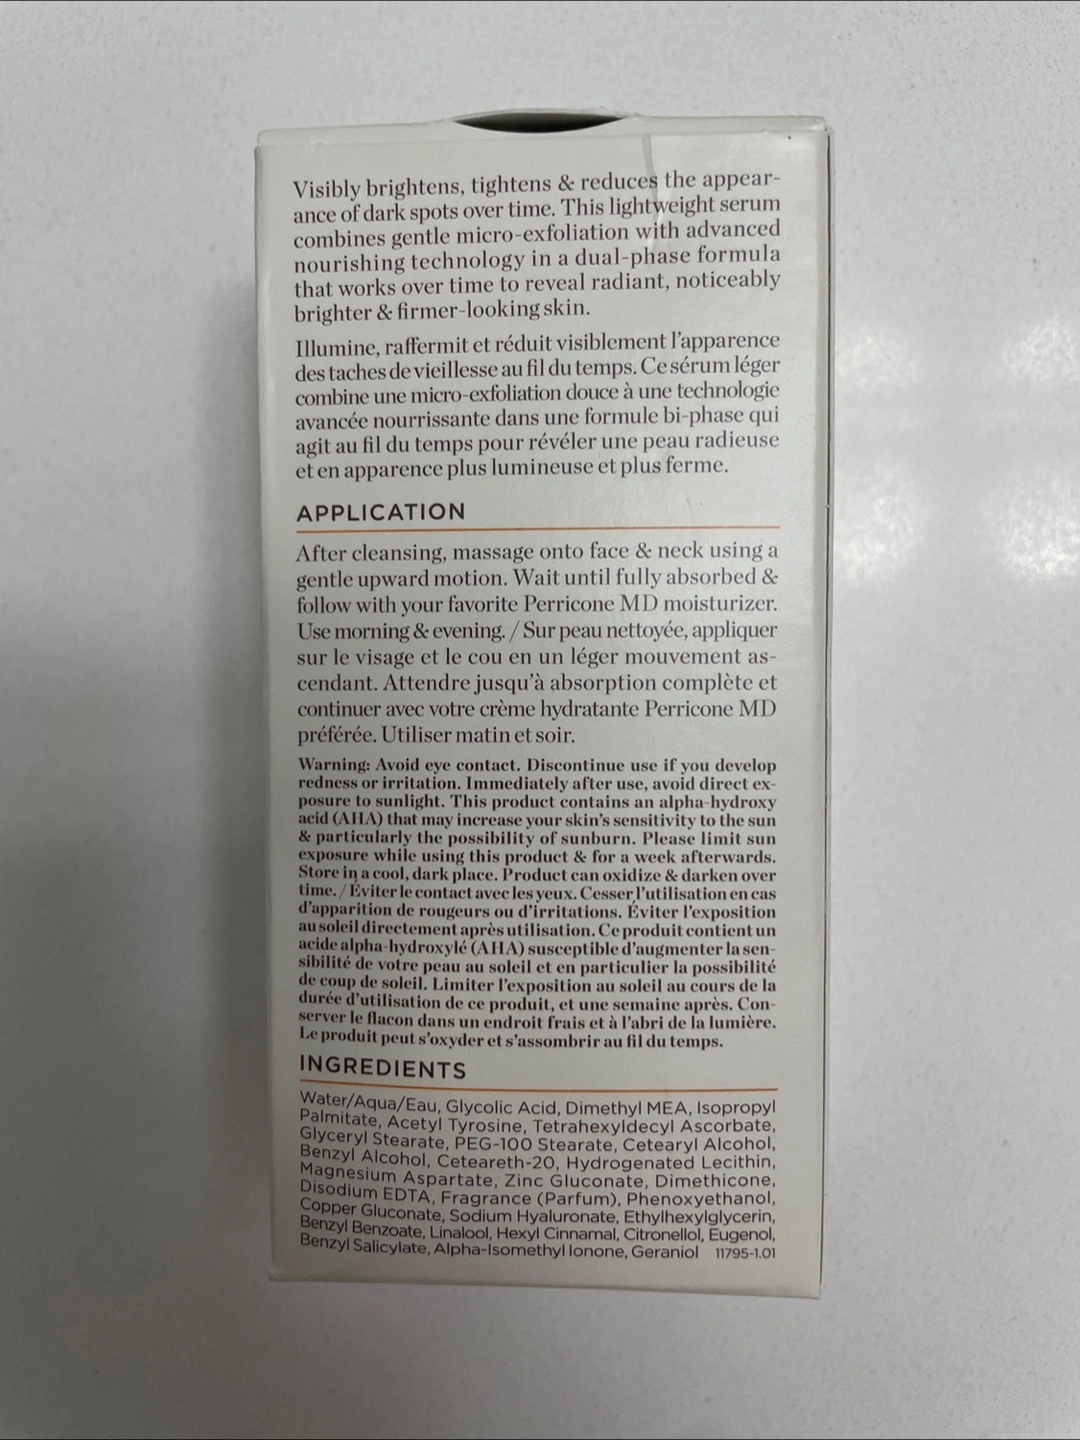 Visibly brightens, tightens & reduces the appear-
ance of dark spots over time. This lightweight serum
combines gentle micro-exfoliation with advanced
nourishing technology in a dual-phase formula
that works over time to reveal radiant, noticeably
brighter & firmer-looking skin.
Illumine, raffermit et réduit visiblement l'apparence
des taches de vieillesse au fil du temps. Ce sérum léger
combine une micro-exfoliation douce à une technologie
avancée nourrissante dans une formule bi-phase qui
agit au fil du temps pour révéler une peau radieuse
et en apparence plus lumineuse et plus ferme.
APPLICATION
After cleansing, massage onto face & neck using a
gentle upward motion. Wait until fully absorbed &
follow with your favorite Perricone MD moisturizer.
Use morning & evening. / Sur peau nettoyée, appliquer
sur le visage et le cou en un léger mouvement as-
cendant. Attendre jusqu'à absorption complète et
continuer avec votre crème hydratante Perricone MD
préférée. Utiliser matin et soir.
Warning: Avoid eye contact. Discontinue use if you develop
redness or irritation. Immediately after use, avoid direct ex-
posure to sunlight. This product contains an alpha-hydroxy
acid (AHA) that may increase your skin's sensitivity to the sun
& particularly the possibility of sunburn. Please limit sun
exposure while using this product & for a week afterwards.
Store in a cool, dark place. Product can oxidize & darken over
time. / Éviter le contact avec les yeux. Cesser l'utilisation en cas
d'apparition de rougeurs ou d'irritations. Éviter l'exposition
au soleil directement après utilisation. Ce produit contient un
acide alpha-hydroxylé (AHA) susceptible d'augmenter la sen-
sibilité de votre peau au soleil et en particulier la possibilité
de coup de soleil. Limiter l'exposition au soleil au cours de la
durée d'utilisation de ce produit, et une semaine après. Con-
server le flacon dans un endroit frais et à l'abri de la lumière.
Le produit peut s'oxyder et s'assombrir au fil du temps.
INGREDIENTS
Water/Aqua/Eau, Glycolic Acid, Dimethyl MEA, Isopropyl
Palmitate, Acetyl Tyrosine, Tetrahexyldecyl Ascorbate,
Glyceryl Stearate, PEG-100 Stearate, Cetearyl Alcohol,
Benzyl Alcohol, Ceteareth-20, Hydrogenated Lecithin,
Magnesium Aspartate, Zinc Gluconate, Dimethicone,
Disodium EDTA, Fragrance (Parfum), Phenoxyethanol,
Copper Gluconate, Sodium Hyaluronate, Ethylhexylglycerin,
Benzyl Benzoate, Linalool, Hexyl Cinnamal, Citronellol, Eugenol,
Benzyl Salicylate, Alpha-Isomethyl Ionone, Geraniol 11795-1.01